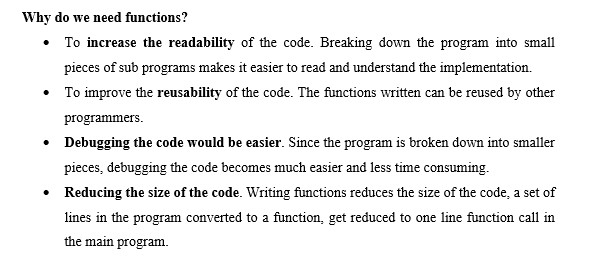 Why do we need functions?
• To increase the readability of the code. Breaking down the program into small
pieces of sub programs makes it easier to read and understand the implementation.
• To improve the reusability of the code. The functions written can be reused by other
programmers.
• Debugging the code would be easier. Since the program is broken down into smaller
pieces, debugging the code becomes much easier and less time consuming.
• Reducing the size of the code. Writing functions reduces the size of the code, a set of
lines in the program converted to a function, get reduced to one line function call in
the main program.